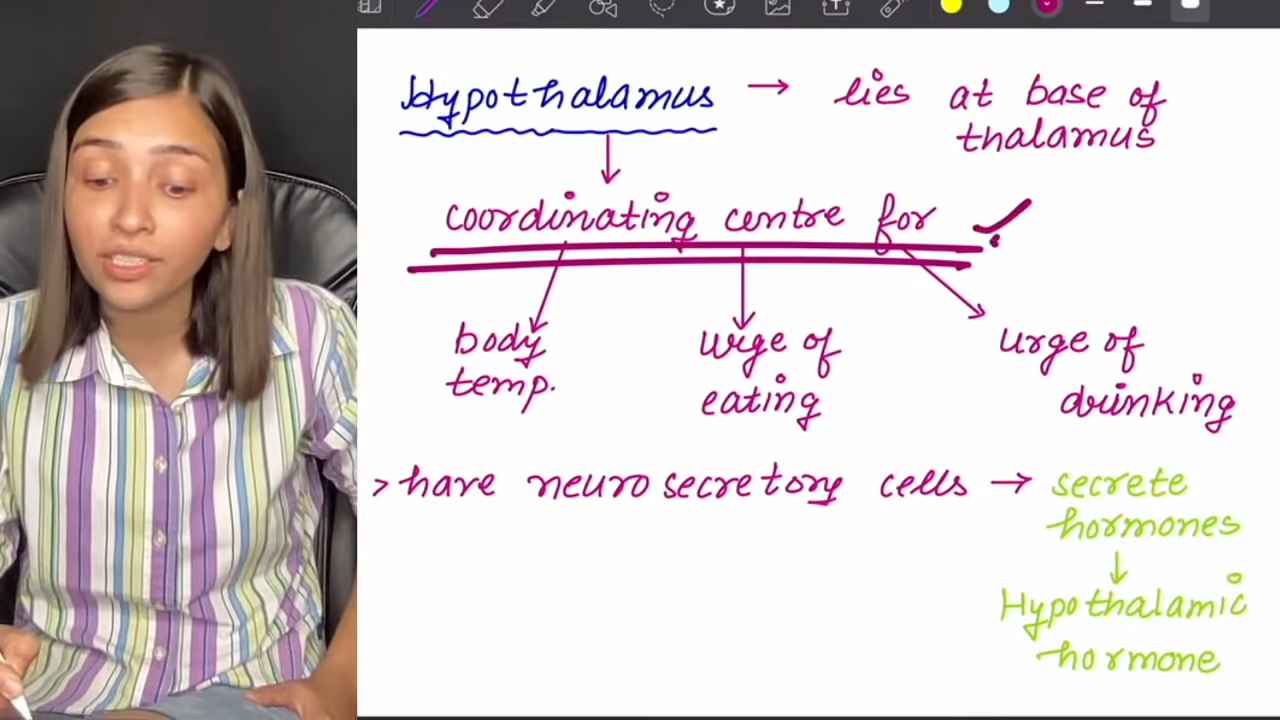 Hypothalamus → lies at base of
thalamus
coordinating centre for
body
temp.
urge of
eating
urge of
drinking
> have neurosecretory cells → secrete
hormones
↓
Hypothalamic
hormone